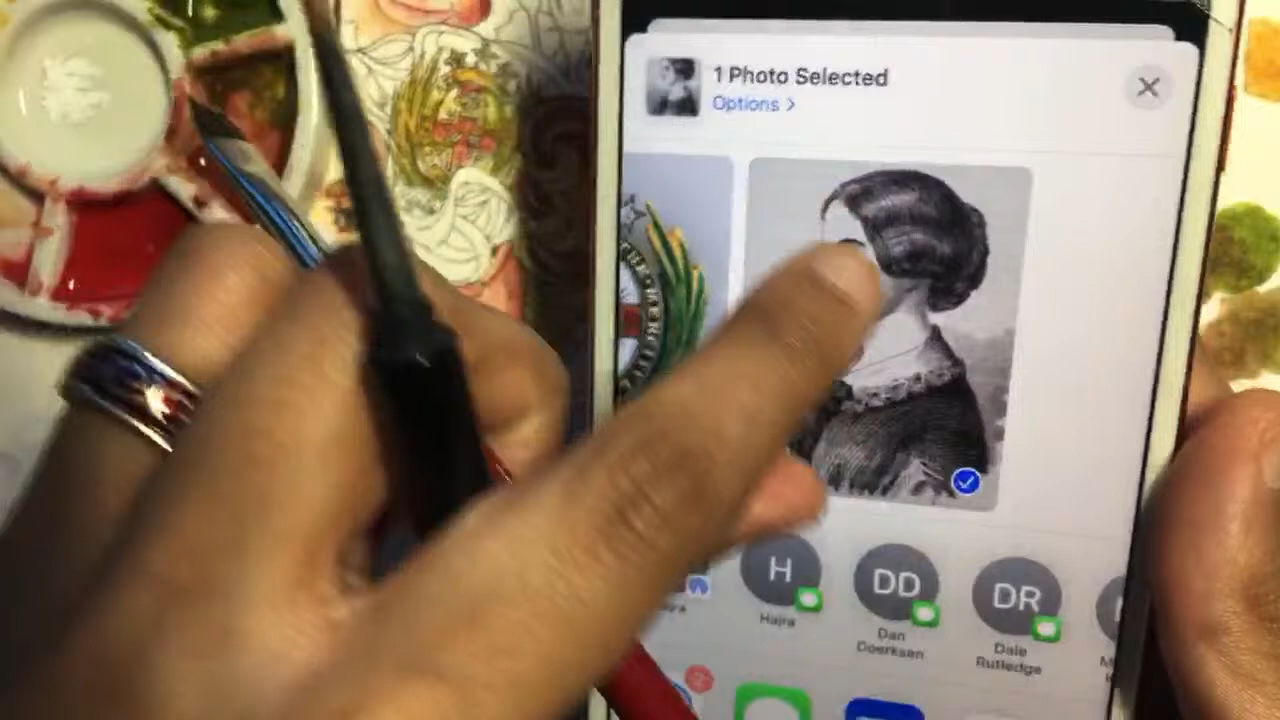 1 Photo Selected
Options >
H
DD
DR
Hajra
Dan
Doerksen
Dale
Rutledge